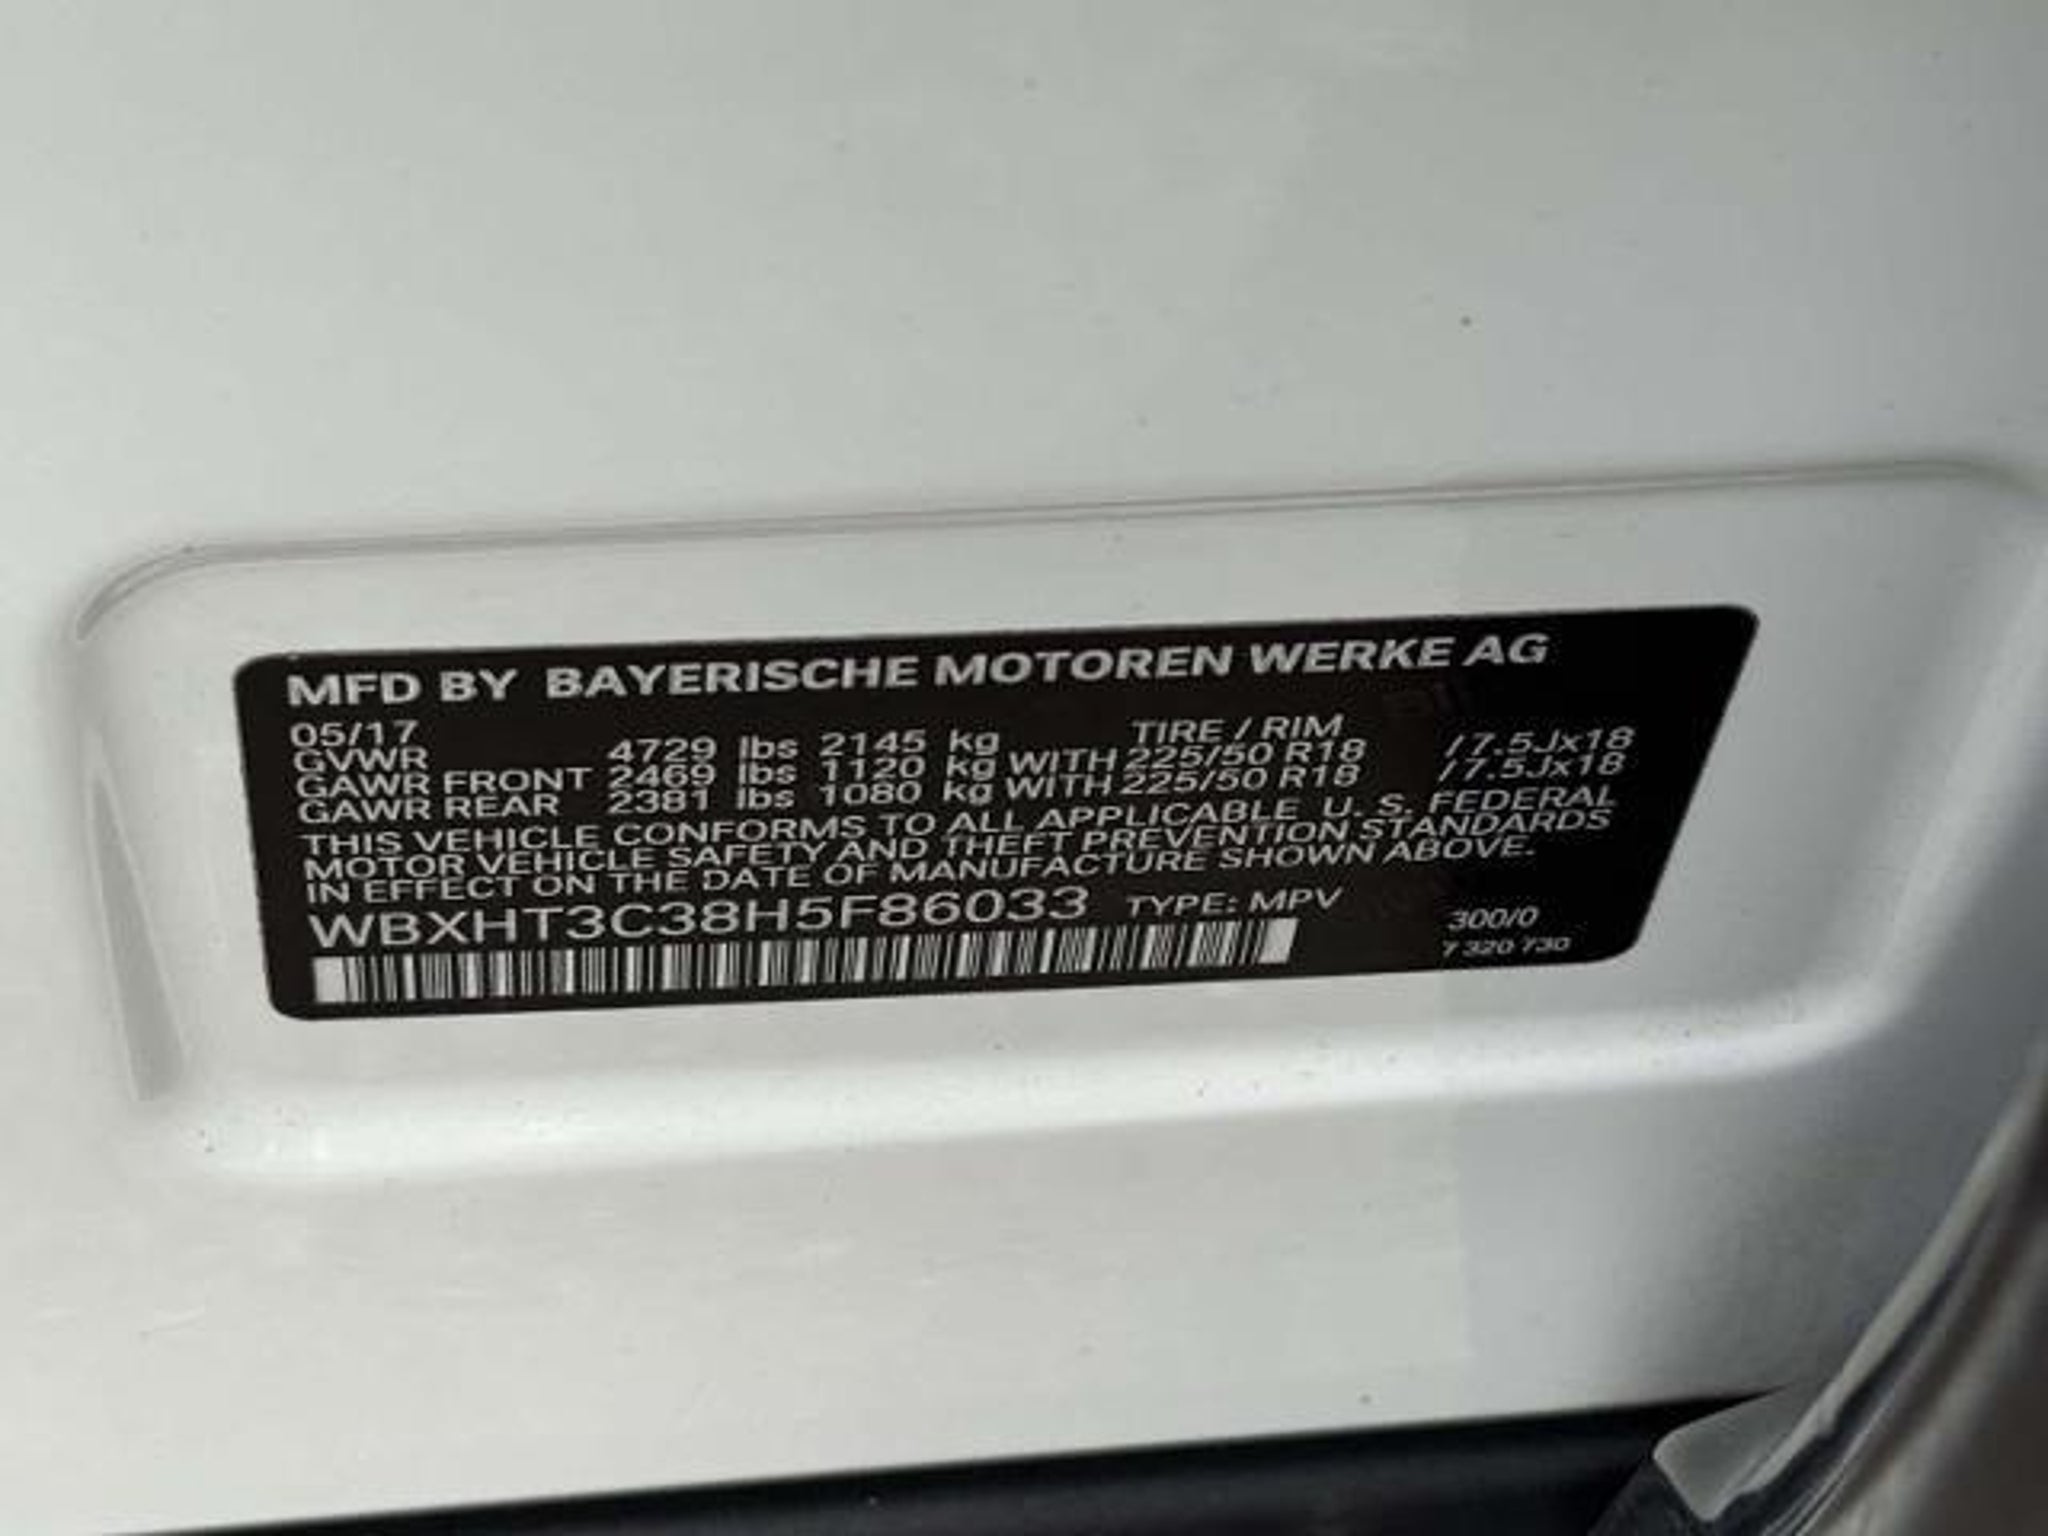 MFD BY BAYERISCHE MOTOREN WERKE AG
05/17 TIRE / RIM
GVWR 4729 lbs 2145 kg
GAWR FRONT 2469 lbs 1120 kg WITH 225/50 R18 / 7.5Jx18
GAWR REAR 2381 lbs 1080 kg WITH 225/50 R18 / 7.5Jx18
THIS VEHICLE CONFORMS TO ALL APPLICABLE U. S. FEDERAL
MOTOR VEHICLE SAFETY AND THEFT PREVENTION STANDARDS
IN EFFECT ON THE DATE OF MANUFACTURE SHOWN ABOVE.
WBXHT3C38H5F86033 TYPE: MPV
300/0
7 320 730